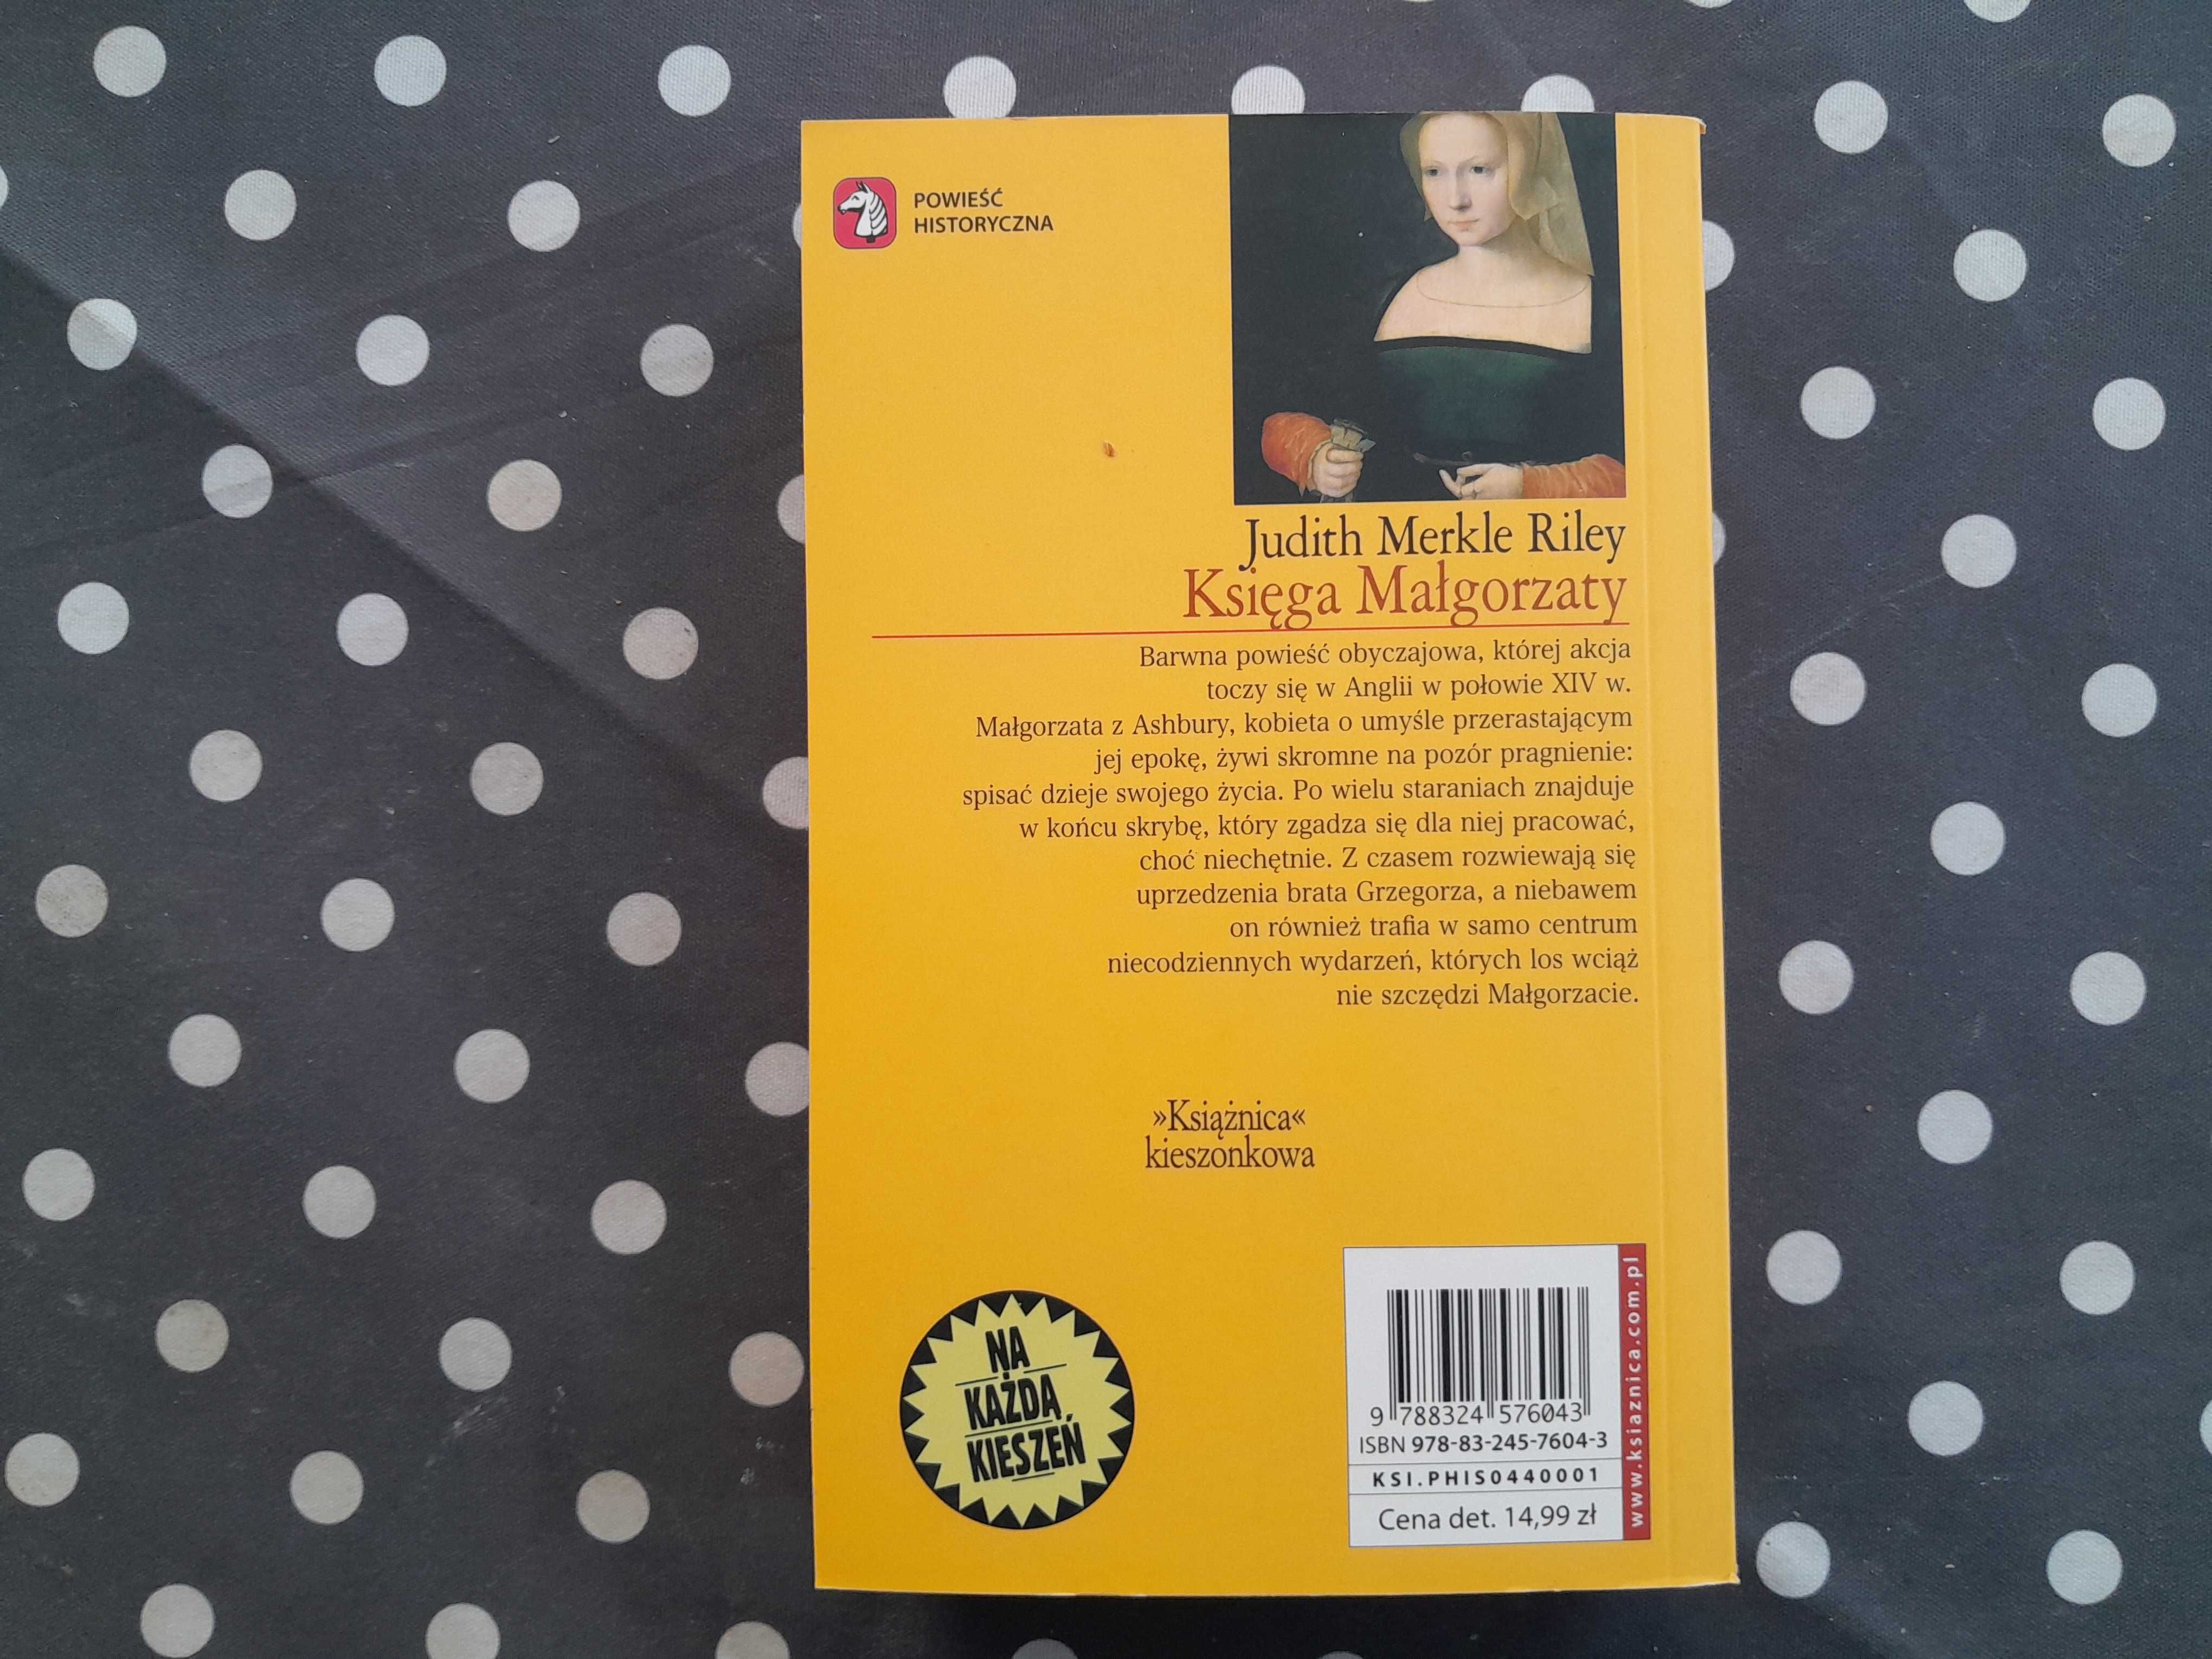 POWIEŚĆ
HISTORYCZNA
Judith Merkle Riley
Księga Małgorzaty
Barwna powieść obyczajowa, której akcja
toczy się w Anglii w połowie XIV w.
Małgorzata z Ashbury, kobieta o umyśle przerastającym
jej epokę, żywi skromne na pozór pragnienie:
spisać dzieje swojego życia. Po wielu staraniach znajduje
w końcu skrybę, który zgadza się dla niej pracować,
choć niechętnie. Z czasem rozwiewają się
uprzedzenia brata Grzegorza, a niebawem
on również trafia w samo centrum
niecodziennych wydarzeń, których los wciąż
nie szczędzi Małgorzacie.
»Książnica«
kieszonkowa
NA
KAŻDĄ
KIESZEŃ
9 788324 576043
ISBN 978-83-245-7604-3
KSI.PHIS0440001
Cena det. 14,99 zł
www.ksiaznica.com.pl